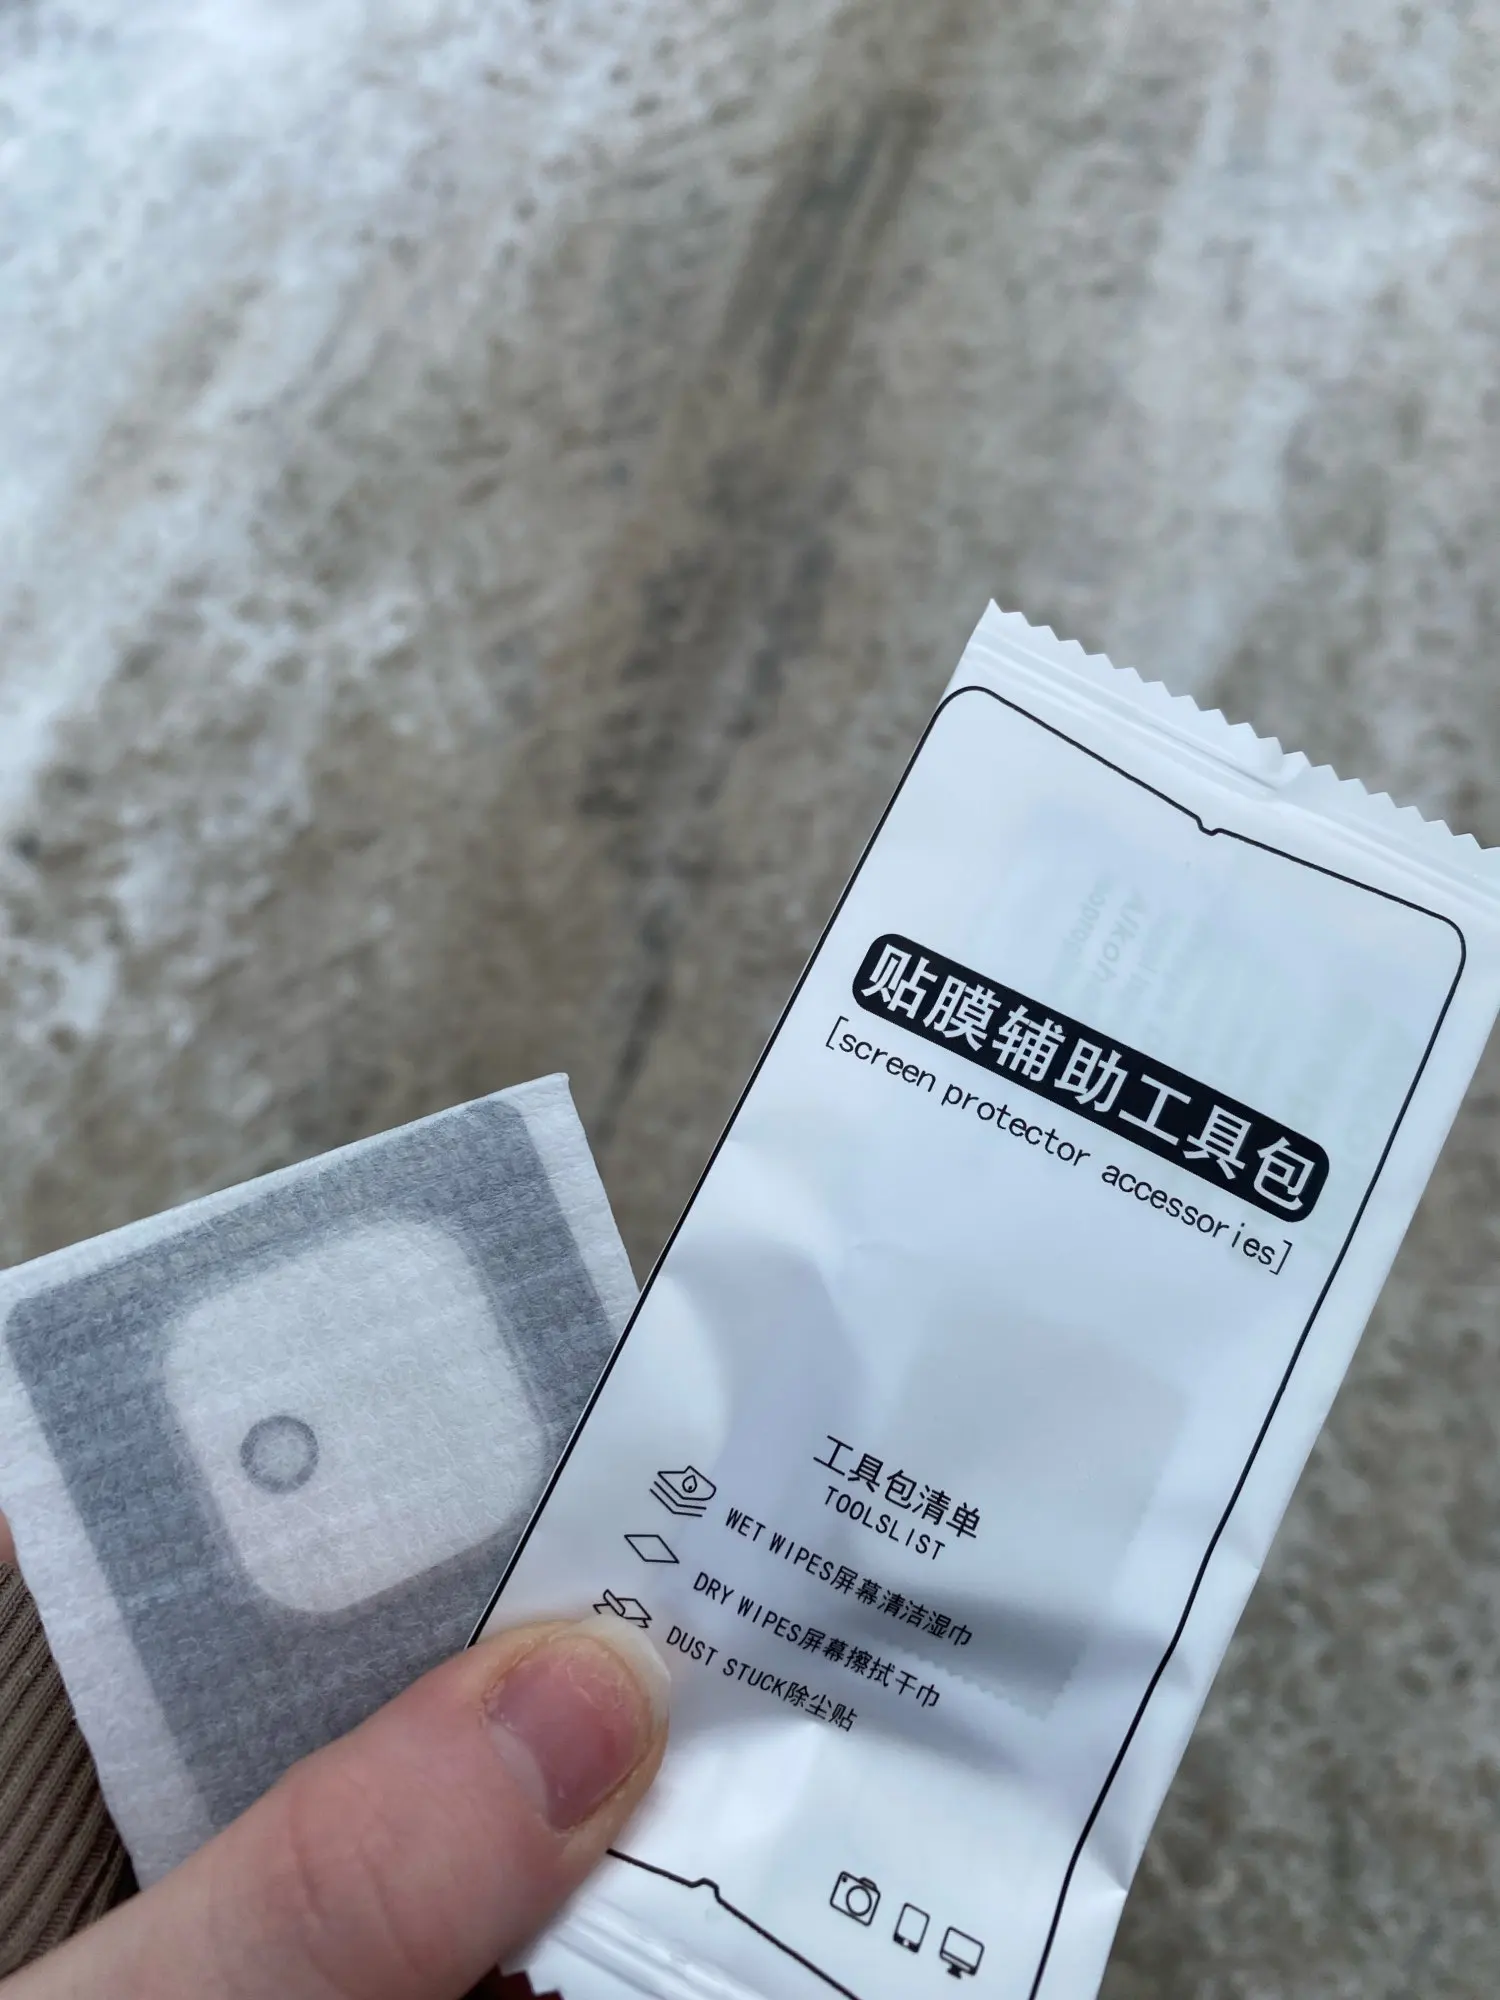 贴膜辅助工具包
[screen protector accessories]
工具包清单
TOOLSLIST
WET WIPES屏幕清洁湿巾
DRY WIPES屏幕擦拭干巾
DUST STUCK除尘贴